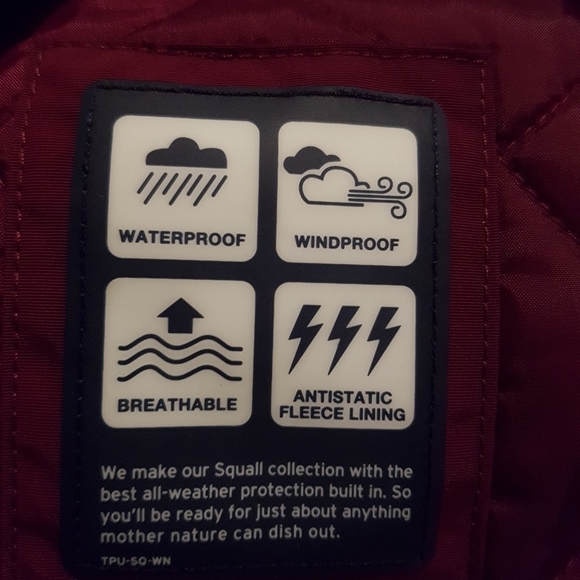 WATERPROOF
WINDPROOF
BREATHABLE
ANTISTATIC
FLEECE LINING
We make our Squall collection with the
best all-weather protection built in. So
you'll be ready for just about anything
mother nature can dish out.
TPU-SQ-WN